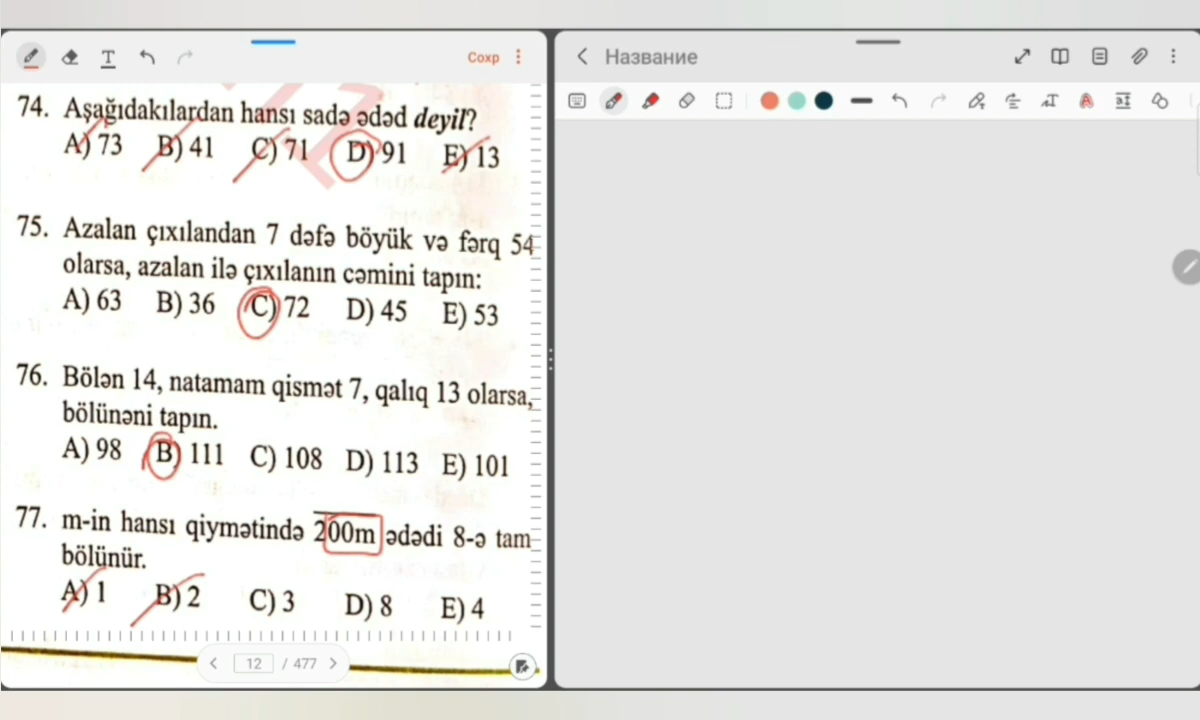 Сохр
Название
74. Aşağıdakılardan hansı sadə ədəd deyil?
A) 73 B) 41 C) 71 D) 91 E) 13
75. Azalan çıxılandan 7 dəfə böyük və fərq 54
olarsa, azalan ilə çıxılanın cəmini tapın:
A) 63 B) 36 C) 72 D) 45 E) 53
76. Bölən 14, natamam qismət 7, qalıq 13 olarsa,
bölünəni tapın.
A) 98 B) 111 C) 108 D) 113 E) 101
77. m-in hansı qiymətində 200m ədədi 8-ə tam
bölünür.
A) 1 B) 2 C) 3 D) 8 E) 4
12 / 477